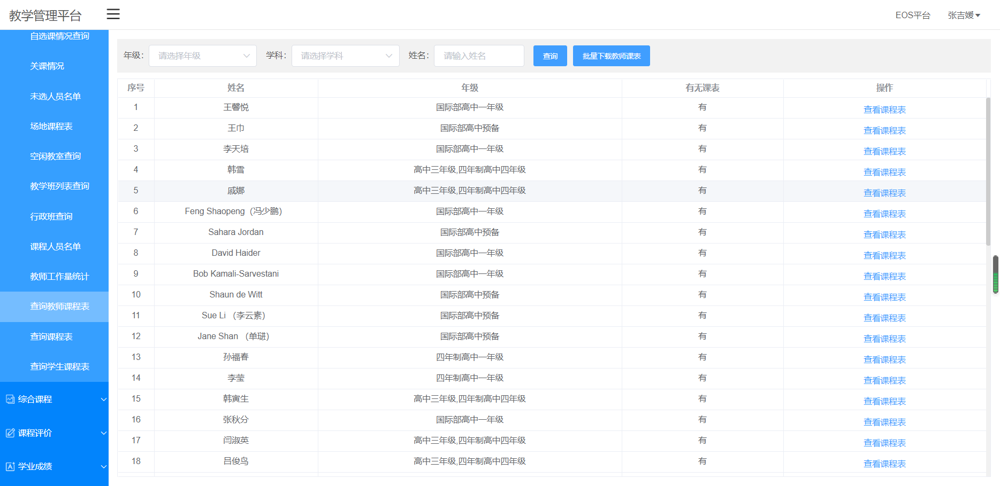 教学管理平台
EOS平台 张吉媛
自选课情况查询
关课情况
未选人员名单
场地课程表
空闲教室查询
教学班列表查询
行政班查询
课程人员名单
教师工作量统计
查询教师课程表
查询课程表
查询学生课程表
综合课程
课程评价
学业成绩
年级： 请选择年级 学科： 请选择学科 姓名： 请输入姓名 查询 批量下载教师课表
序号 姓名 年级 有无课表 操作
1 王馨悦 国际部高中一年级 有 查看课程表
2 王巾 国际部高中预备 有 查看课程表
3 李天培 国际部高中一年级 有 查看课程表
4 韩雪 高中三年级,四年制高中四年级 有 查看课程表
5 戚娜 高中三年级,四年制高中四年级 有 查看课程表
6 Feng Shaopeng（冯少鹏） 国际部高中一年级 有 查看课程表
7 Sahara Jordan 国际部高中预备 有 查看课程表
8 David Haider 国际部高中一年级 有 查看课程表
9 Bob Kamali-Sarvestani 国际部高中一年级 有 查看课程表
10 Shaun de Witt 国际部高中预备 有 查看课程表
11 Sue Li （李云素） 国际部高中预备 有 查看课程表
12 Jane Shan （单琎） 国际部高中预备 有 查看课程表
13 孙福春 四年制高中一年级 有 查看课程表
14 李莹 四年制高中一年级 有 查看课程表
15 韩寅生 高中三年级,四年制高中四年级 有 查看课程表
16 张秋分 国际部高中一年级 有 查看课程表
17 闫淑英 高中三年级,四年制高中四年级 有 查看课程表
18 吕俊鸟 高中三年级,四年制高中四年级 有 查看课程表